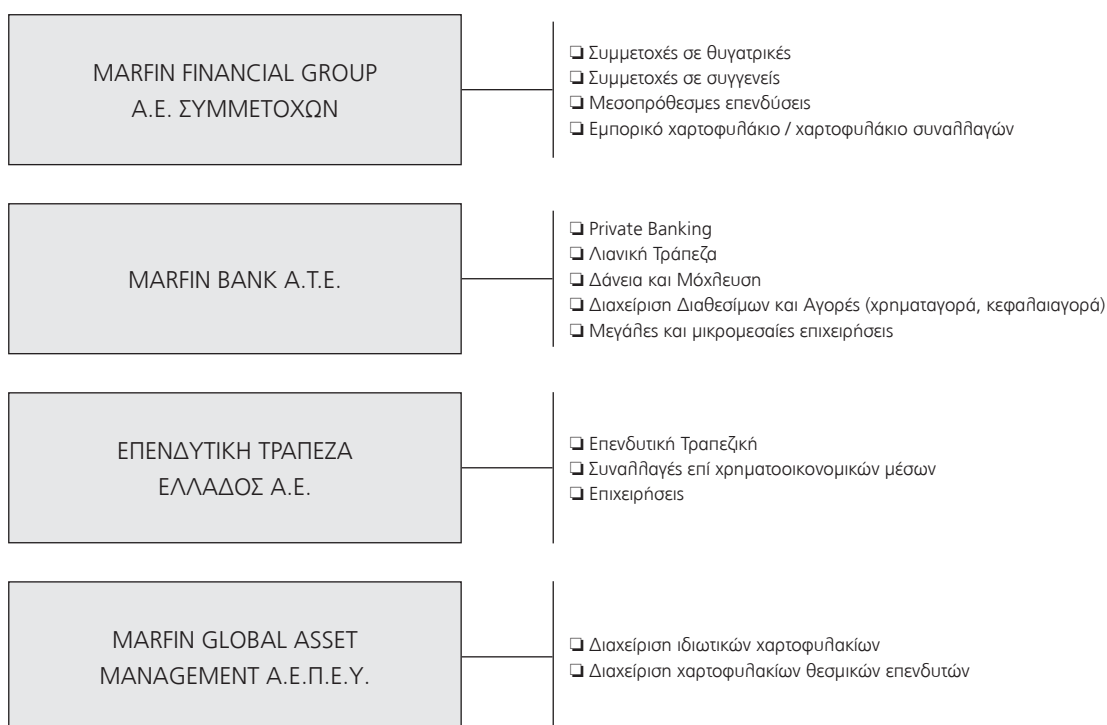 MARFIN FINANCIAL GROUP
Α.Ε. ΣΥΜΜΕΤΟΧΩΝ
❏ Συμμετοχές σε θυγατρικές
❏ Συμμετοχές σε συγγενείς
❏ Μεσοπρόθεσμες επενδύσεις
❏ Εμπορικό χαρτοφυλάκιο / χαρτοφυλάκιο συναλλαγών
MARFIN BANK Α.Τ.Ε.
❏ Private Banking
❏ Λιανική Τράπεζα
❏ Δάνεια και Μόχλευση
❏ Διαχείριση Διαθεσίμων και Αγορές (χρηματαγορά, κεφαλαιαγορά)
❏ Μεγάλες και μικρομεσαίες επιχειρήσεις
ΕΠΕΝΔΥΤΙΚΗ ΤΡΑΠΕΖΑ
ΕΛΛΑΔΟΣ Α.Ε.
❏ Επενδυτική Τραπεζική
❏ Συναλλαγές επί χρηματοοικονομικών μέσων
❏ Επιχειρήσεις
MARFIN GLOBAL ASSET
MANAGEMENT Α.Ε.Π.Ε.Υ.
❏ Διαχείριση ιδιωτικών χαρτοφυλακίων
❏ Διαχείριση χαρτοφυλακίων θεσμικών επενδυτών